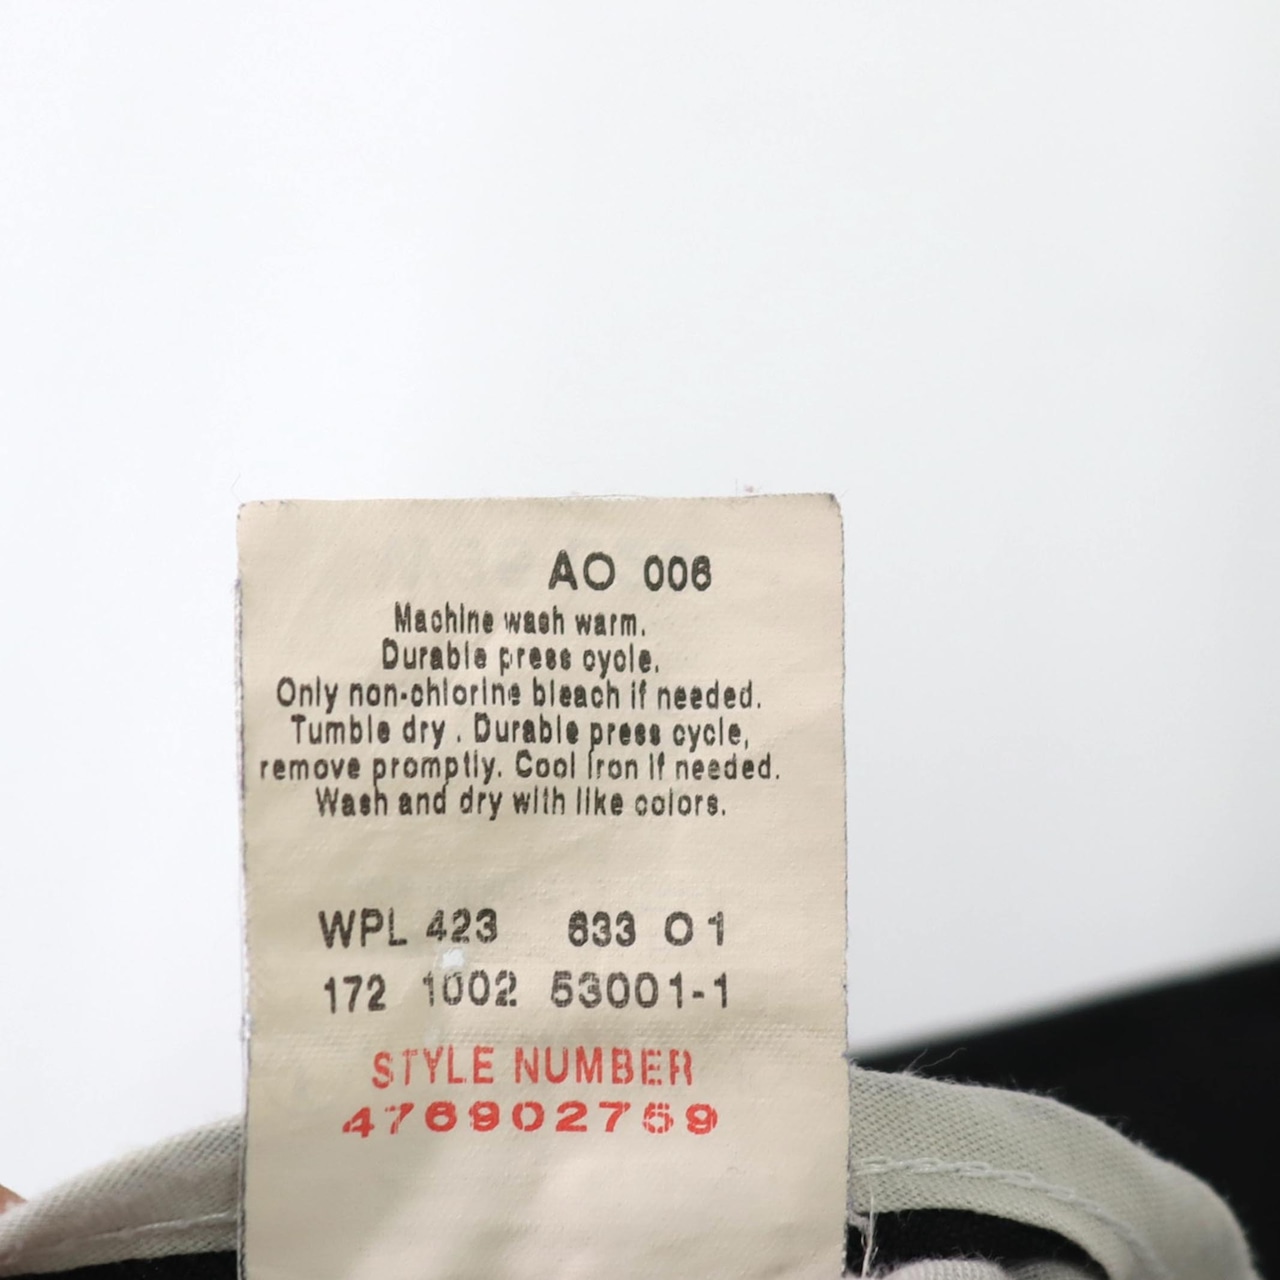 AO 006
Machine wash warm.
Durable press cycle.
Only non-chlorine bleach if needed.
Tumble dry . Durable press cycle,
remove promptly. Cool Iron if needed.
Wash and dry with like colors.
WPL 423 633 O 1
172 1002 53001-1
STYLE NUMBER
476902759